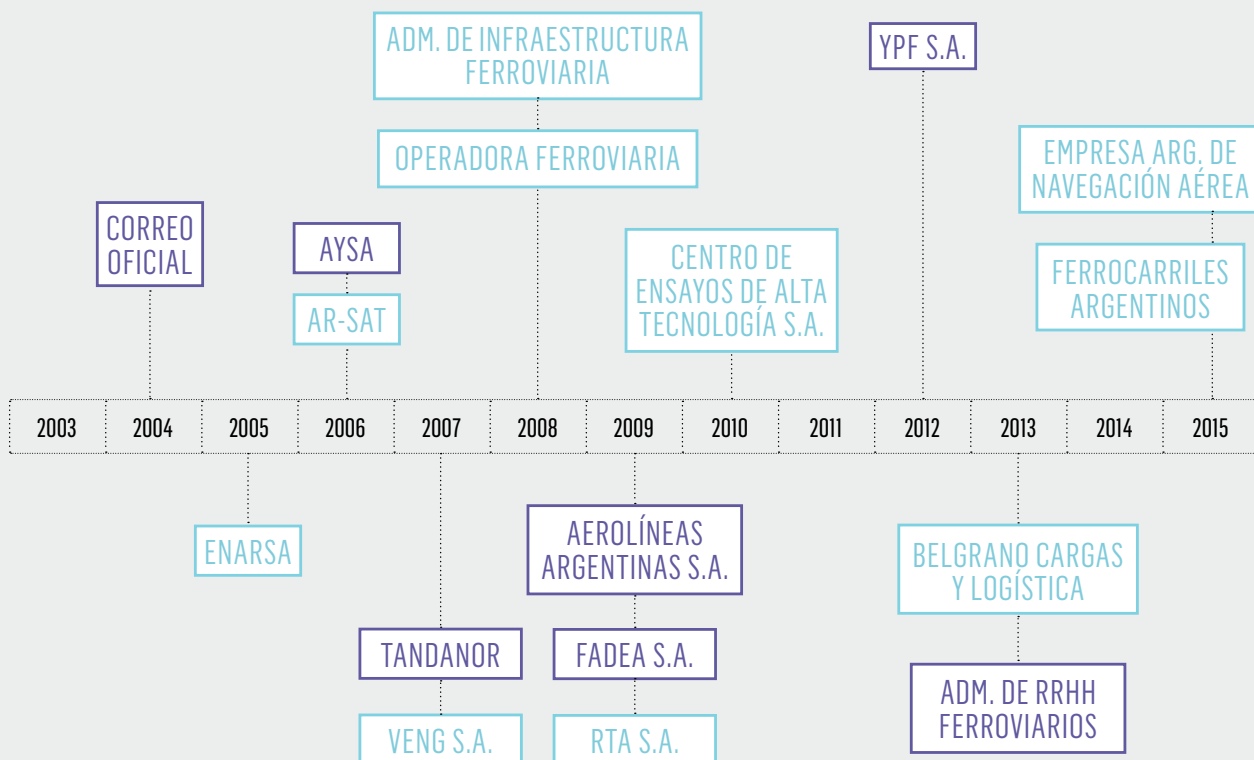 ADM. DE INFRAESTRUCTURA
FERROVIARIA
YPF S.A.
OPERADORA FERROVIARIA
EMPRESA ARG. DE
NAVEGACIÓN AÉREA
CORREO
OFICIAL
AYSA
CENTRO DE
ENSAYOS DE ALTA
TECNOLOGÍA S.A.
FERROCARRILES
ARGENTINOS
AR-SAT
2003 2004 2005 2006 2007 2008 2009 2010 2011 2012 2013 2014 2015
ENARSA
AEROLÍNEAS
ARGENTINAS S.A.
BELGRANO CARGAS
Y LOGÍSTICA
TANDANOR
FADEA S.A.
ADM. DE RRHH
FERROVIARIOS
VENG S.A.
RTA S.A.